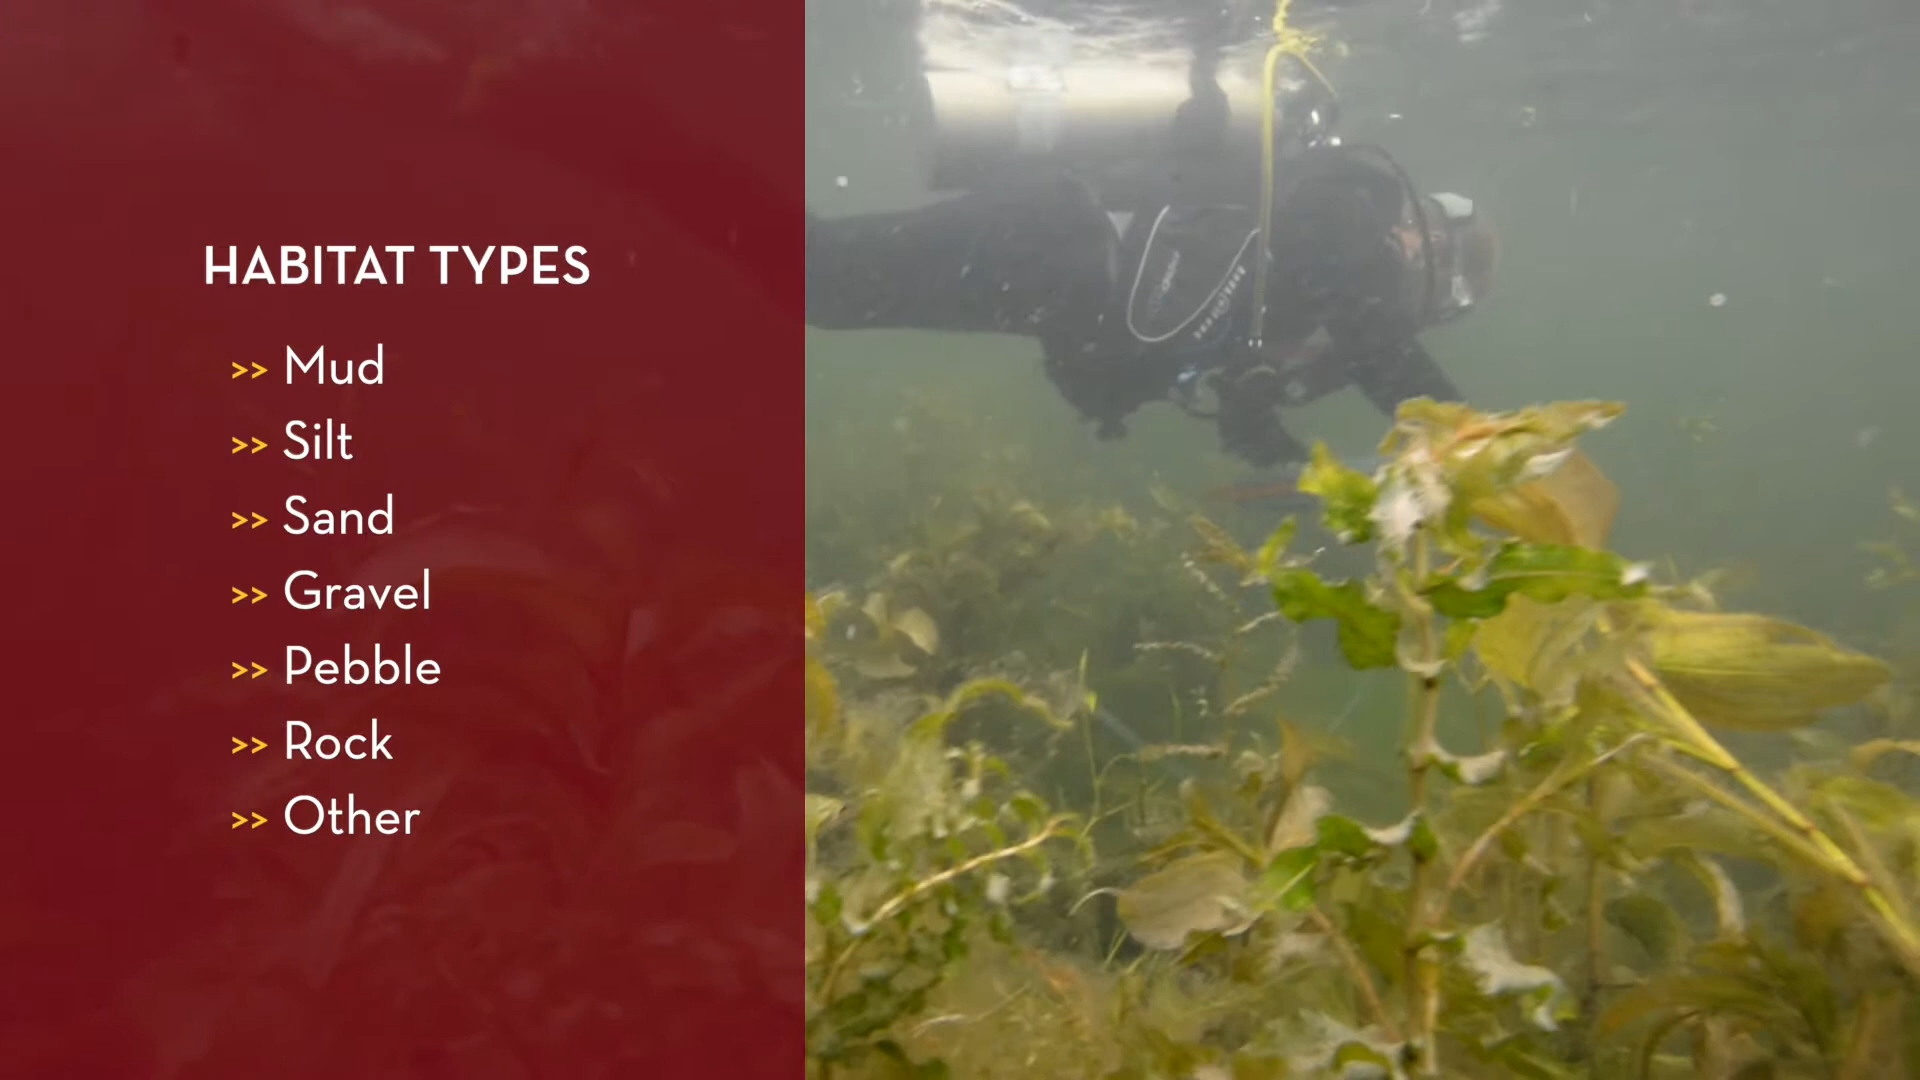 HABITAT TYPES
>> Mud
>> Silt
>> Sand
>> Gravel
>> Pebble
>> Rock
>> Other